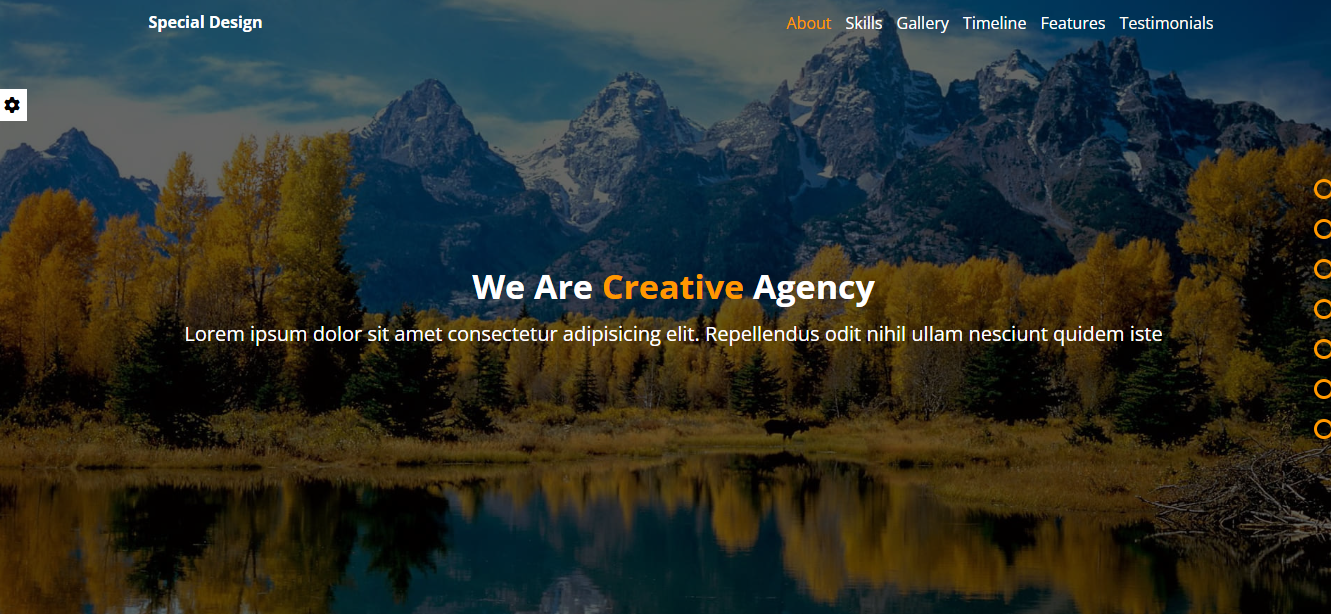 Special Design
About Skills Gallery Timeline Features Testimonials
We Are Creative Agency
Lorem ipsum dolor sit amet consectetur adipisicing elit. Repellendus odit nihil ullam nesciunt quidem iste